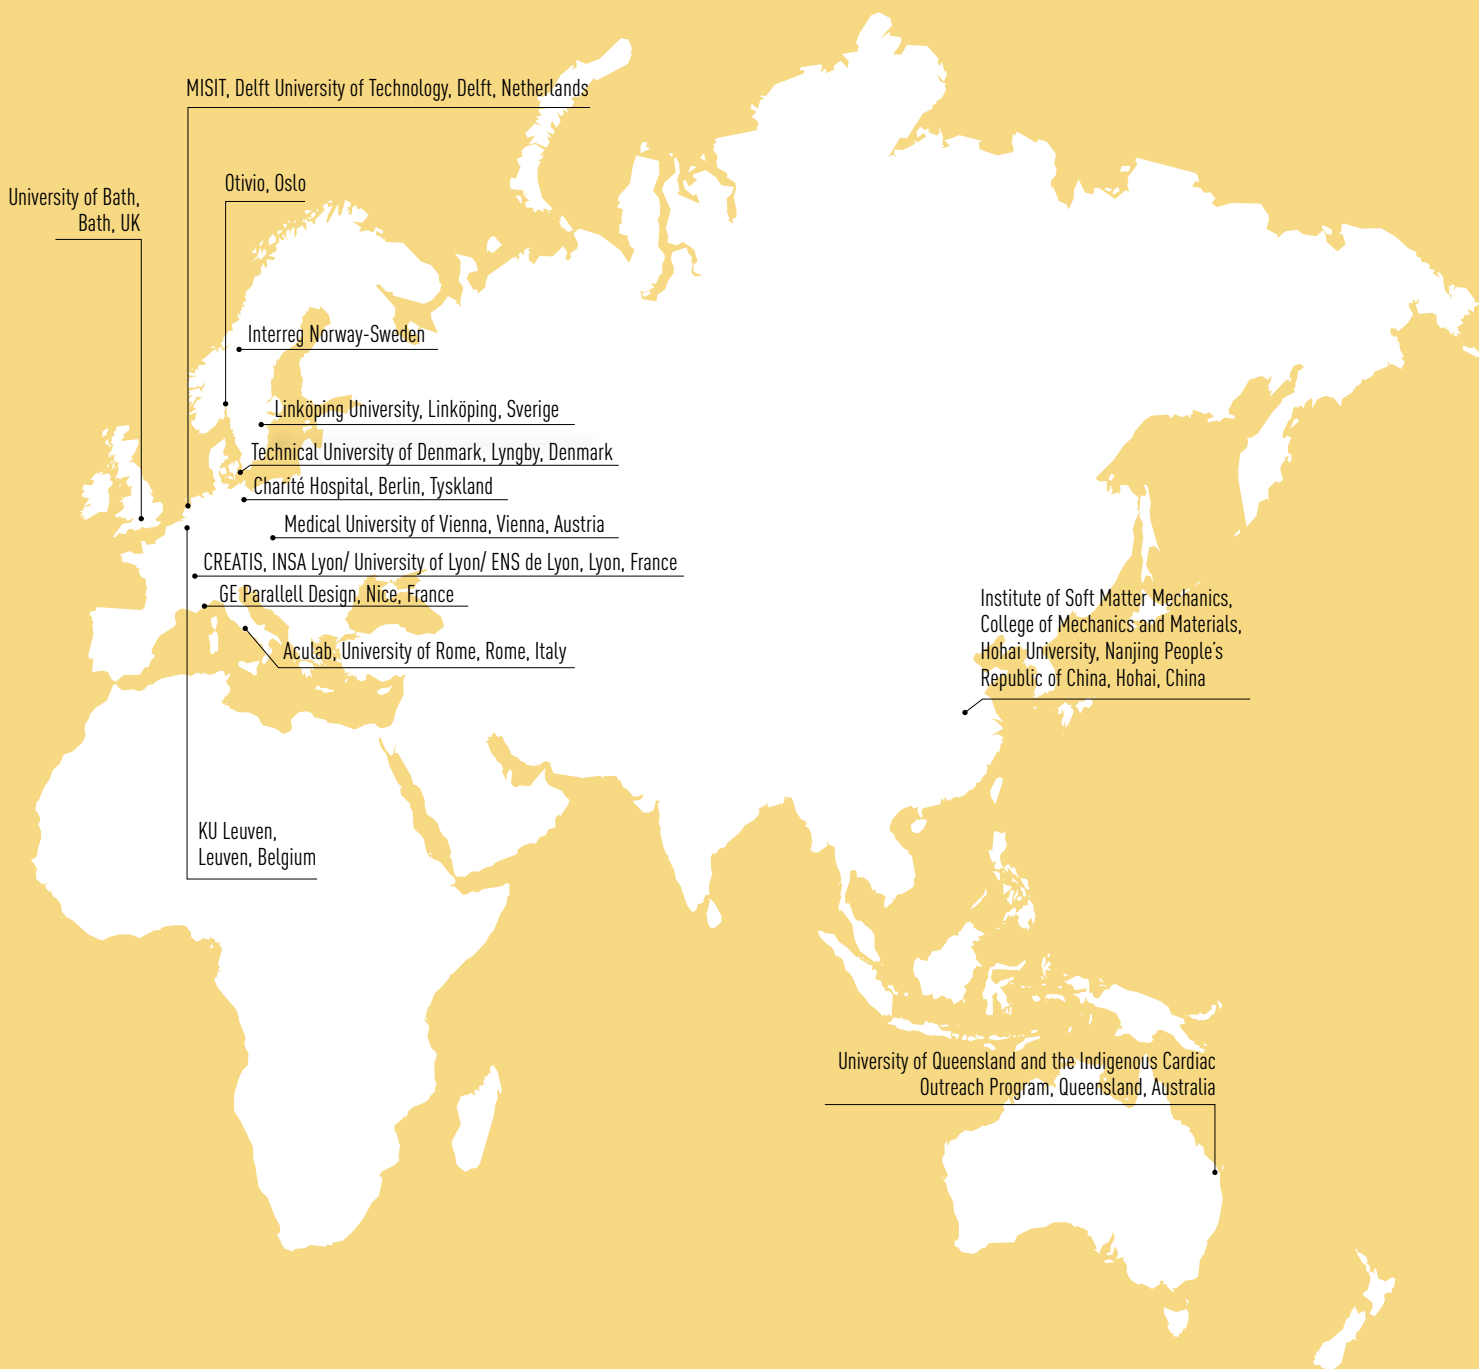 MISIT, Delft University of Technology, Delft, Netherlands
Otivio, Oslo
University of Bath,
Bath, UK
Interreg Norway-Sweden
Linköping University, Linköping, Sverige
Technical University of Denmark, Lyngby, Denmark
Charité Hospital, Berlin, Tyskland
Medical University of Vienna, Vienna, Austria
CREATIS, INSA Lyon/ University of Lyon/ ENS de Lyon, Lyon, France
GE Parallell Design, Nice, France
Aculab, University of Rome, Rome, Italy
Institute of Soft Matter Mechanics,
College of Mechanics and Materials,
Hohai University, Nanjing People's
Republic of China, Hohai, China
KU Leuven,
Leuven, Belgium
University of Queensland and the Indigenous Cardiac
Outreach Program, Queensland, Australia